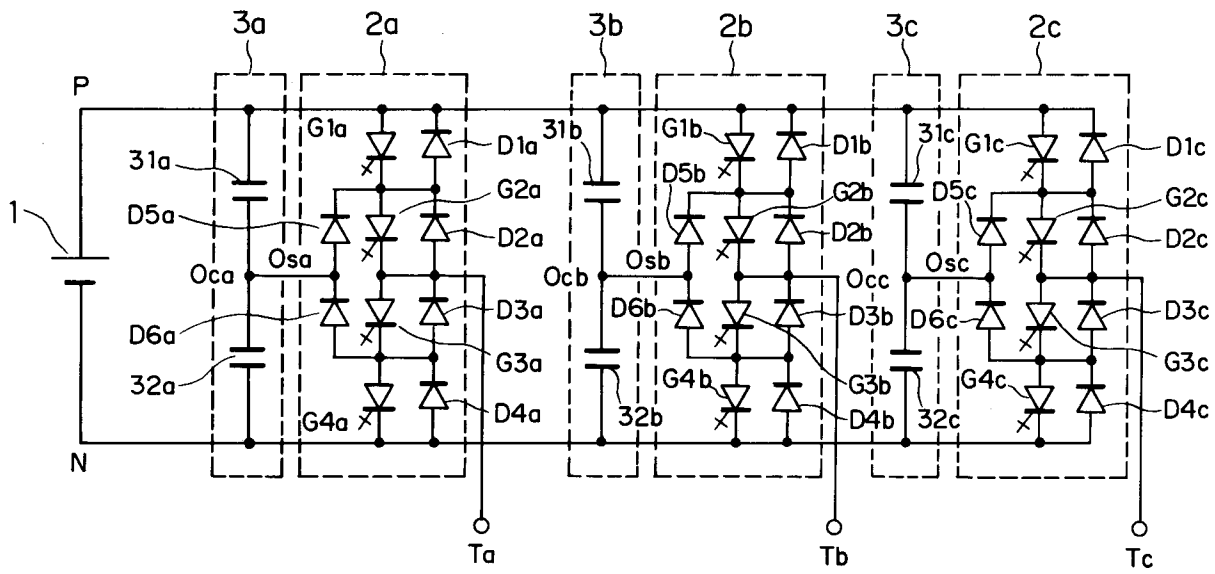 3a 2a 3b 2b 3c 2c
P
G1a 31b G1b 31c G1c
31a D1a D1b D1c
D5b D5c
1 G2a G2b G2c
D5a D2a D2b D2c
Oca Osa Ocb Osb Occ Osc
D6a D3a D6b D3b D6c D3c
32a G3a G3b G3c
G4b G4c
G4a D4a 32b D4b 32c D4c
N
Ta Tb Tc